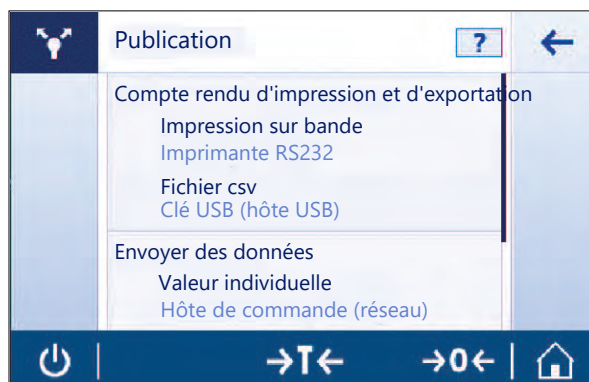 Publication
?
Compte rendu d'impression et d'exportation
Impression sur bande
Imprimante RS232
Fichier csv
Clé USB (hôte USB)
Envoyer des données
Valeur individuelle
Hôte de commande (réseau)
→T← →0←